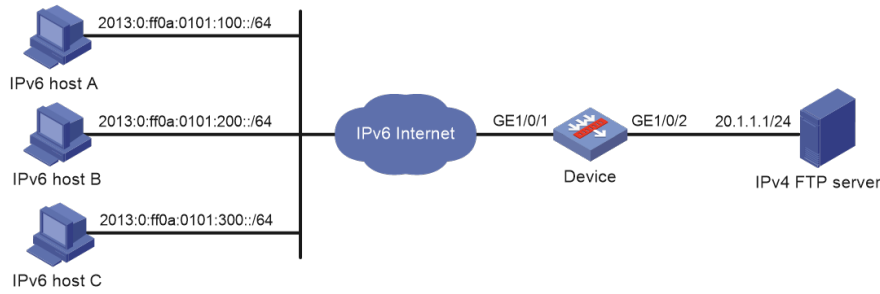 2013:0:ff0a:0101:100::/64
IPv6 host A
2013:0:ff0a:0101:200::/64
IPv6 Internet
GE1/0/1
GE1/0/2
20.1.1.1/24
IPv6 host B
Device
IPv4 FTP server
2013:0:ff0a:0101:300::/64
IPv6 host C